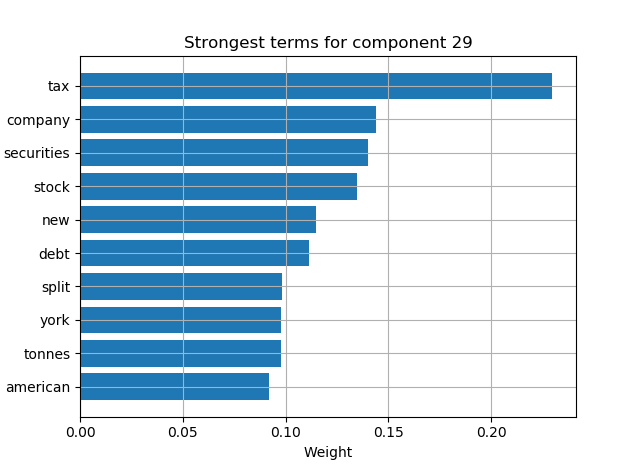 Strongest terms for component 29
tax
company
securities
stock
new
debt
split
york
tonnes
american
0.00 0.05 0.10 0.15 0.20
Weight